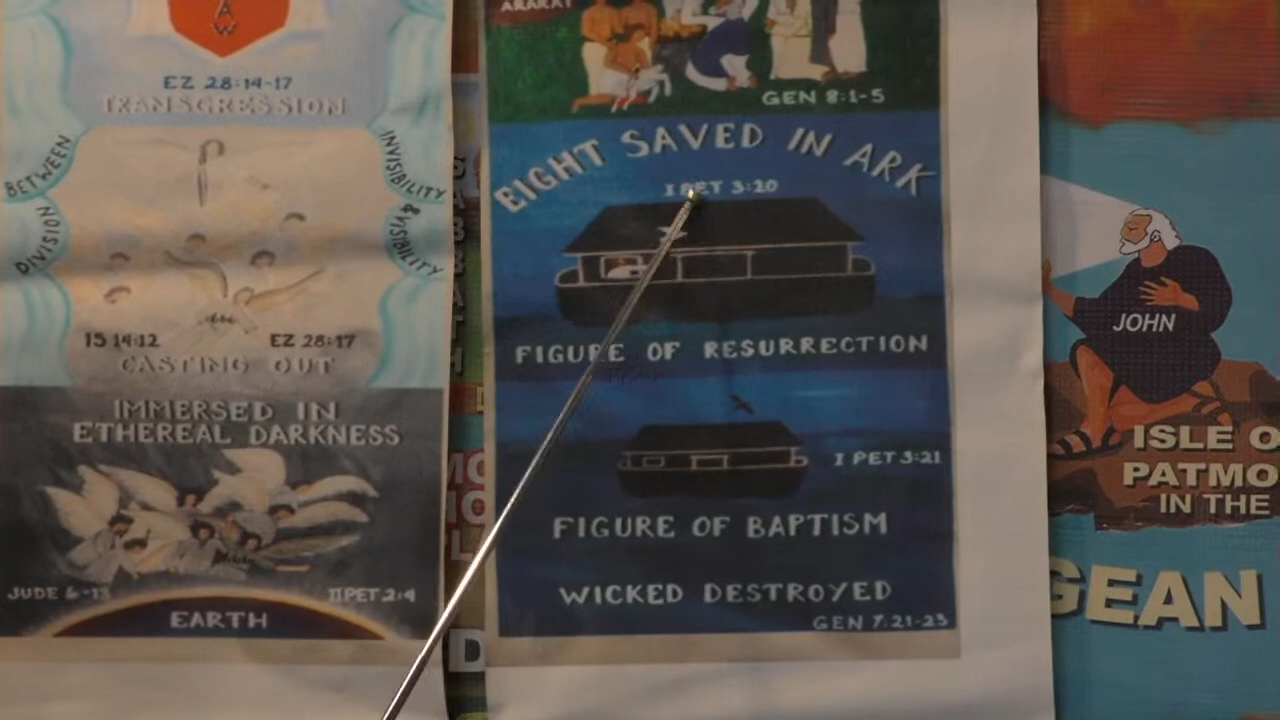 LAW
EZ 28:14-17
TRANSGRESSION
BETWEEN
DIVISION
INVISIBILITY
& VISIBILITY
IS 14:12
EZ 28:17
CASTING OUT
IMMERSED IN
ETHEREAL DARKNESS
JUDE 6-13
II PET 2:4
EARTH
ARARAT
GEN 8:1-5
EIGHT SAVED IN ARK
I PET 3:20
FIGURE OF RESURRECTION
I PET 3:21
FIGURE OF BAPTISM
WICKED DESTROYED
GEN 7:21-23
JOHN
ISLE O
PATMO
IN THE
GEAN